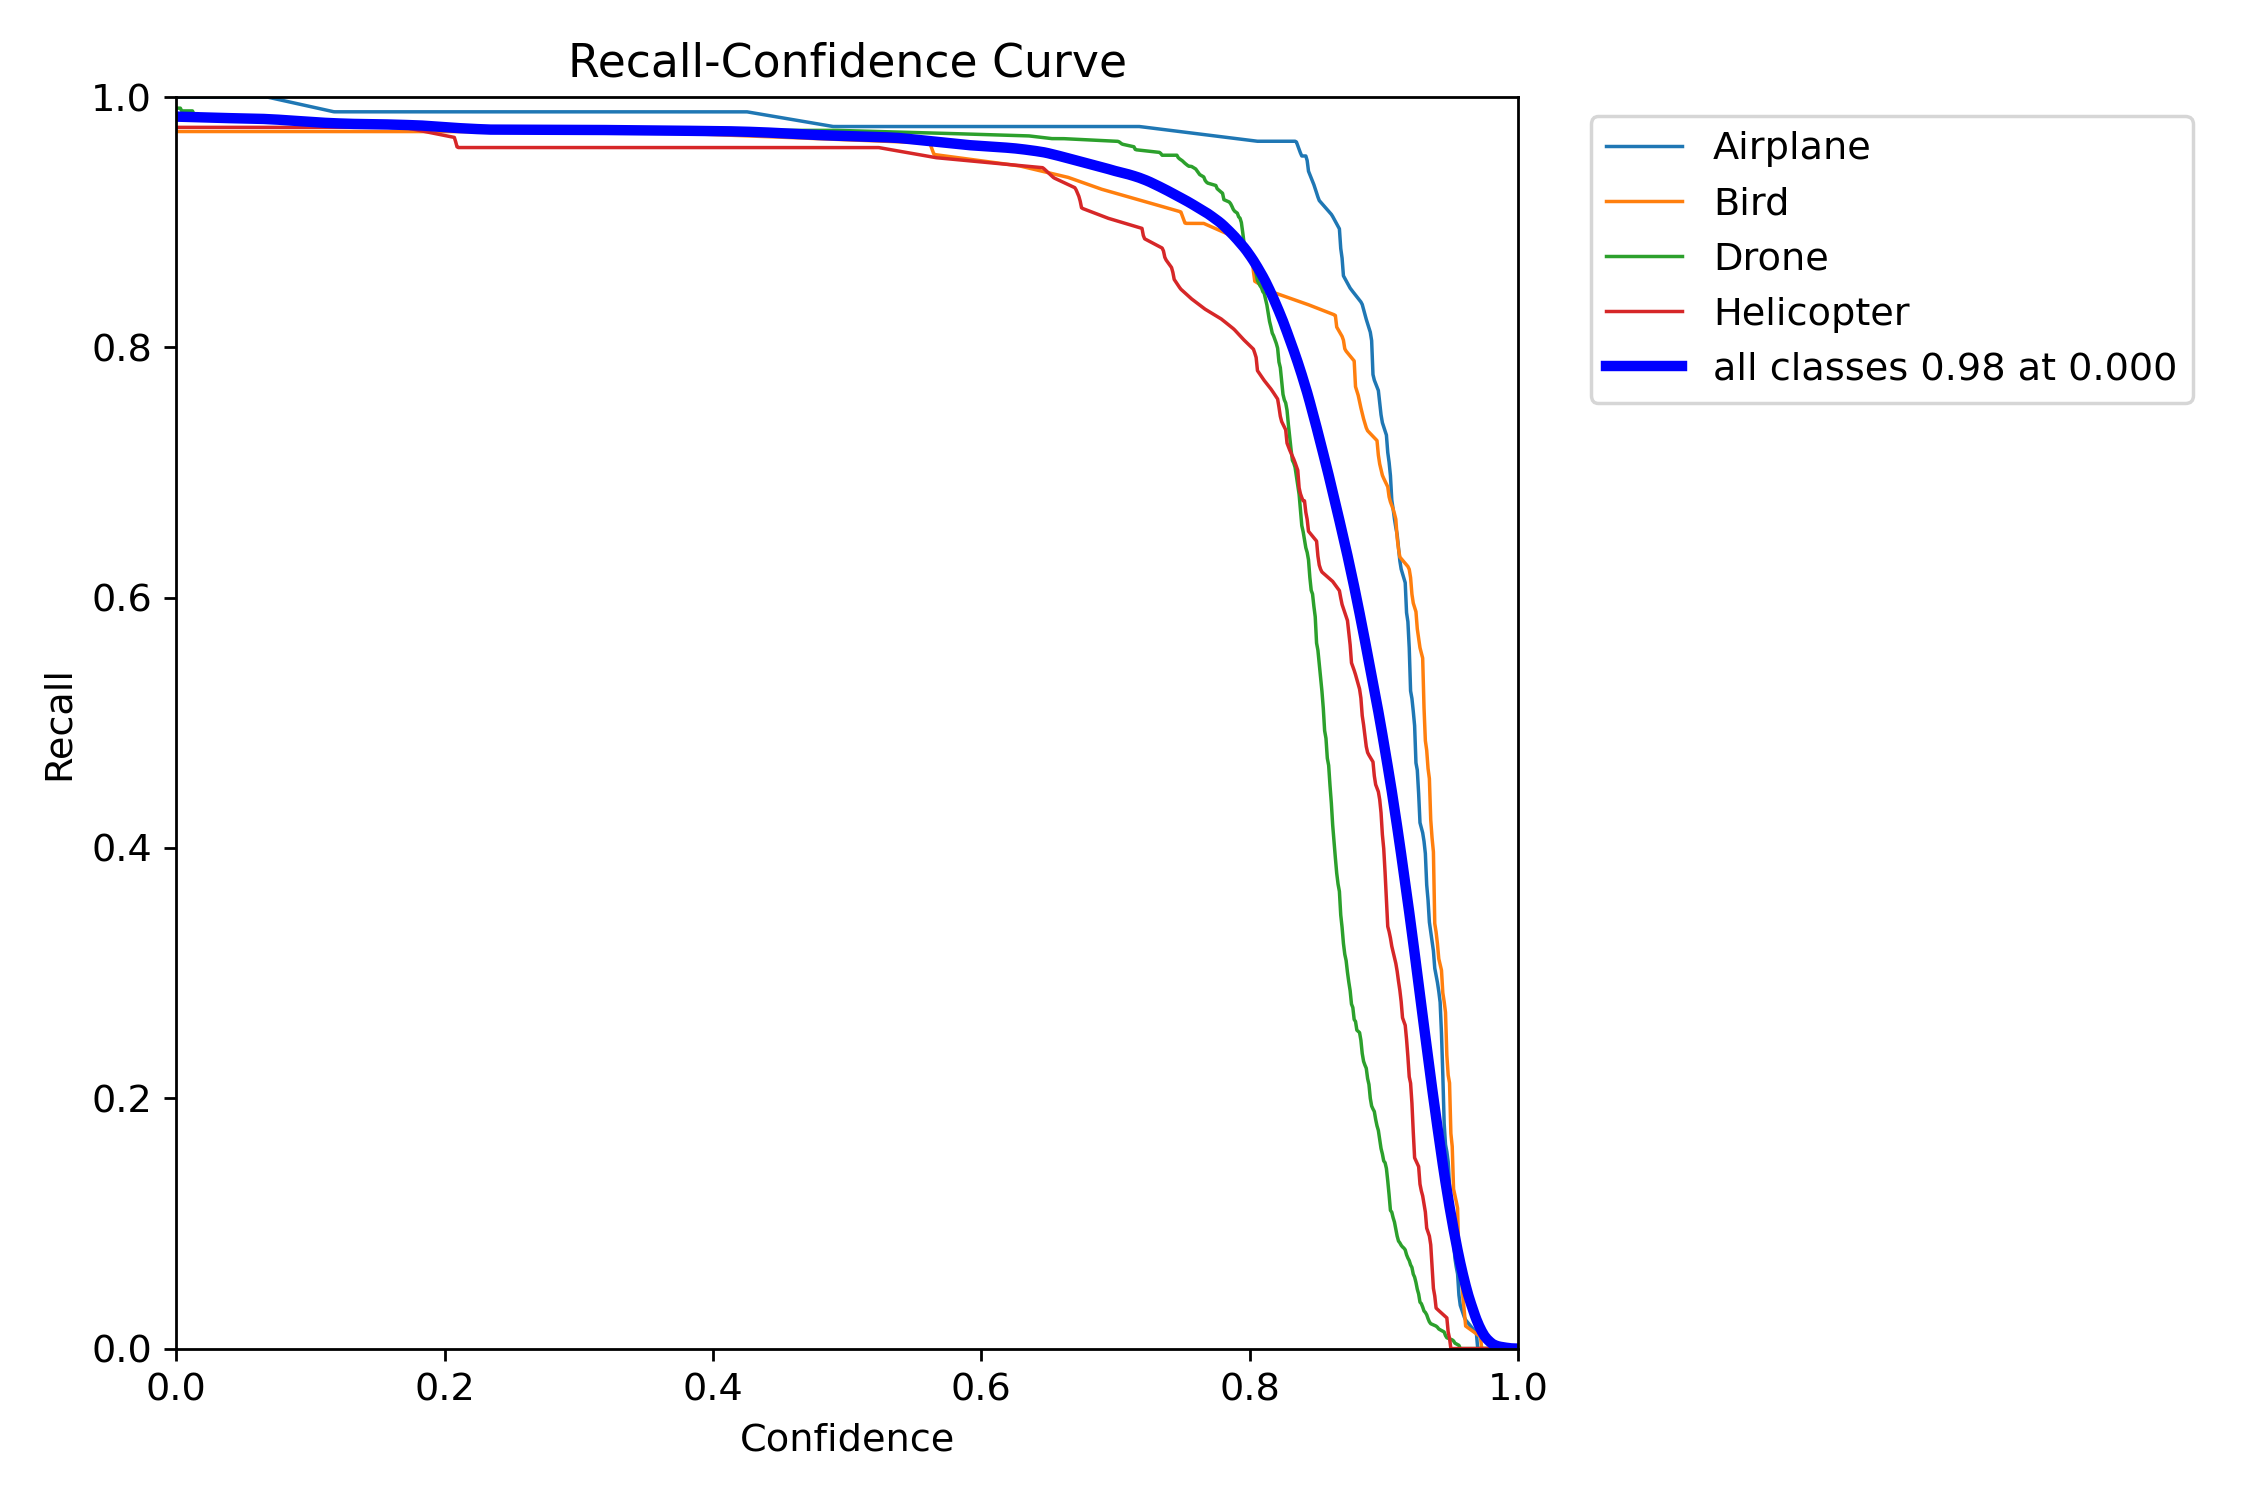 Recall-Confidence Curve
1.0
0.8
0.6
0.4
0.2
0.0
Recall
0.0 0.2 0.4 0.6 0.8 1.0
Confidence
Airplane
Bird
Drone
Helicopter
all classes 0.98 at 0.000